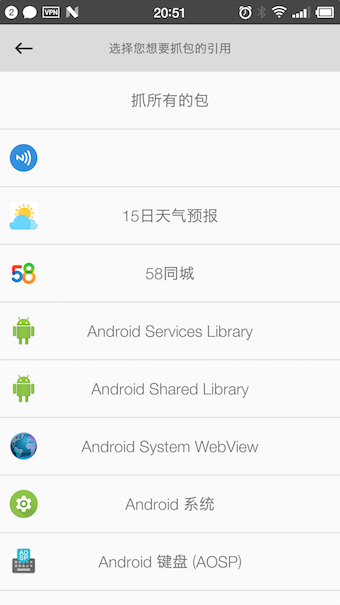 2 VPN N 20:51
选择您想要抓包的引用
抓所有的包
15日天气预报
58 58同城
Android Services Library
Android Shared Library
Android System WebView
Android 系统
AOSP Android 键盘 (AOSP)